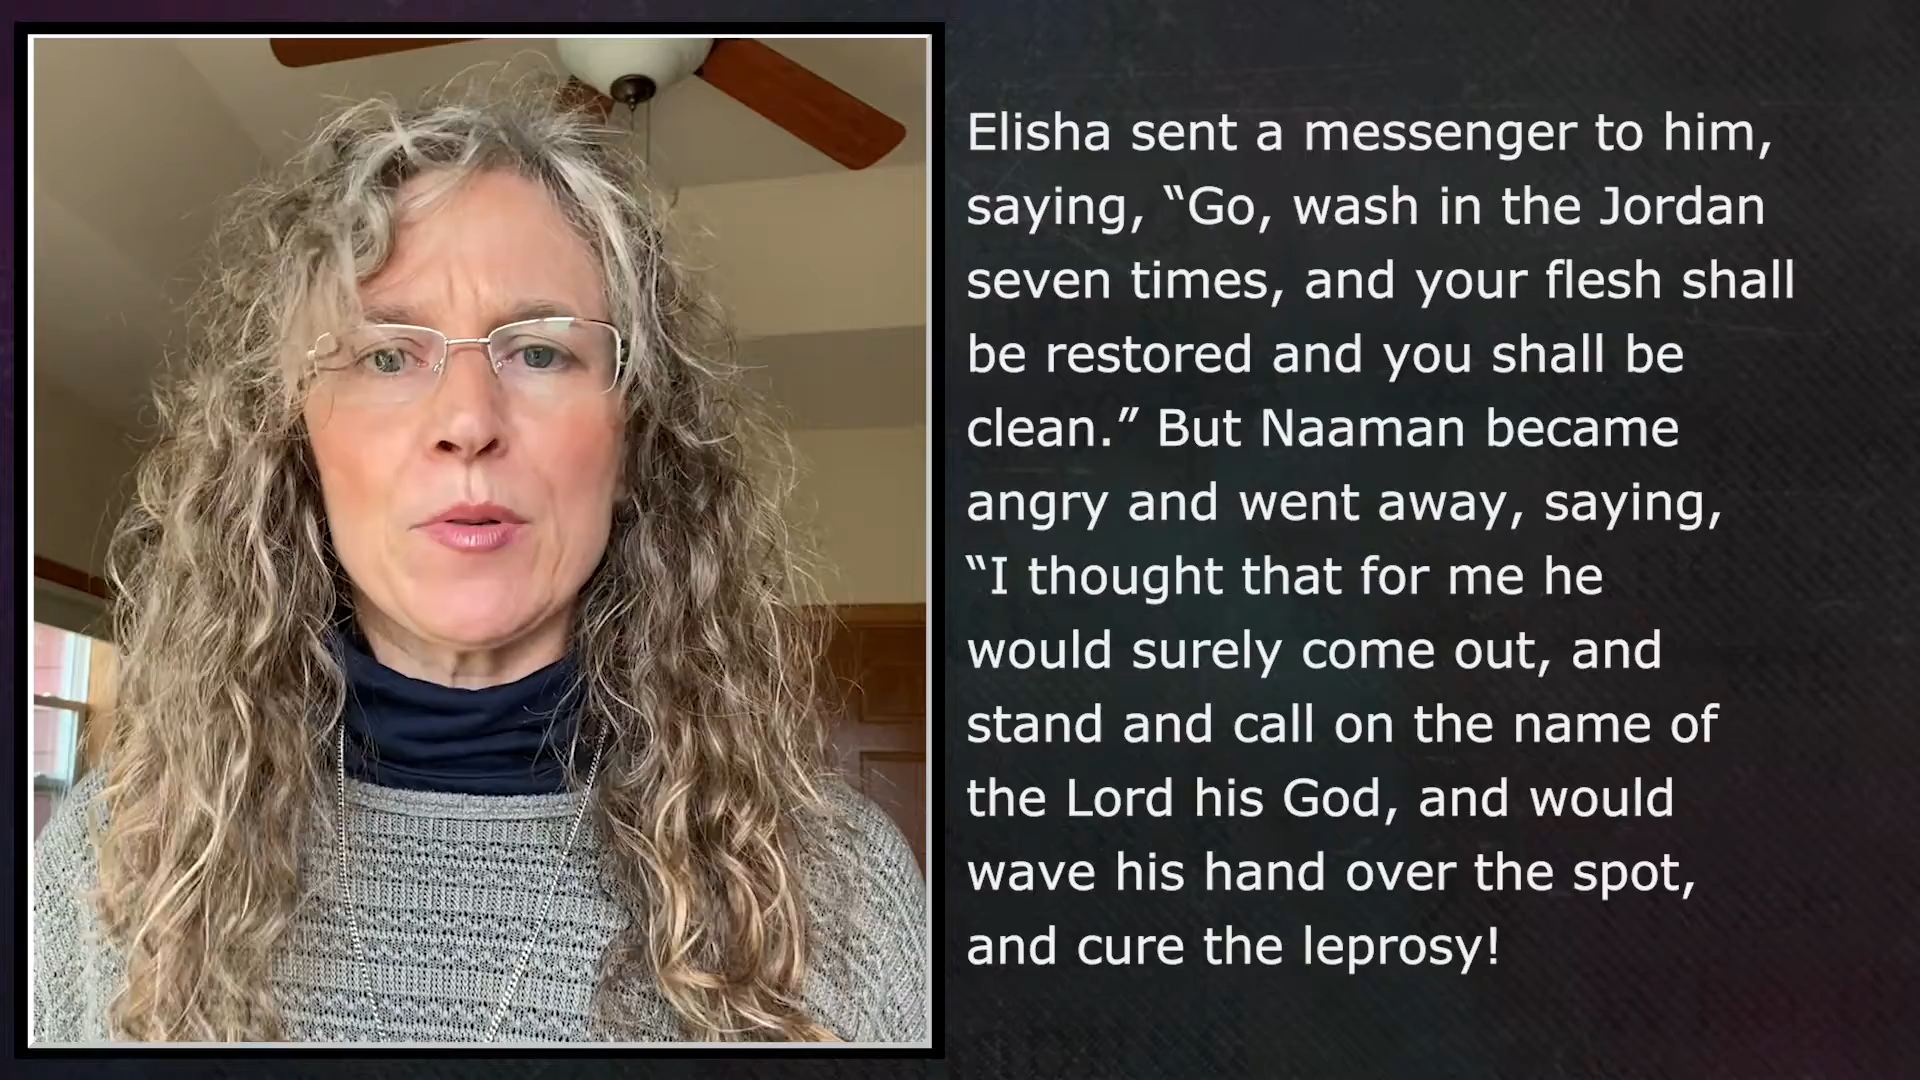 Elisha sent a messenger to him,
saying, “Go, wash in the Jordan
seven times, and your flesh shall
be restored and you shall be
clean.” But Naaman became
angry and went away, saying,
“I thought that for me he
would surely come out, and
stand and call on the name of
the Lord his God, and would
wave his hand over the spot,
and cure the leprosy!